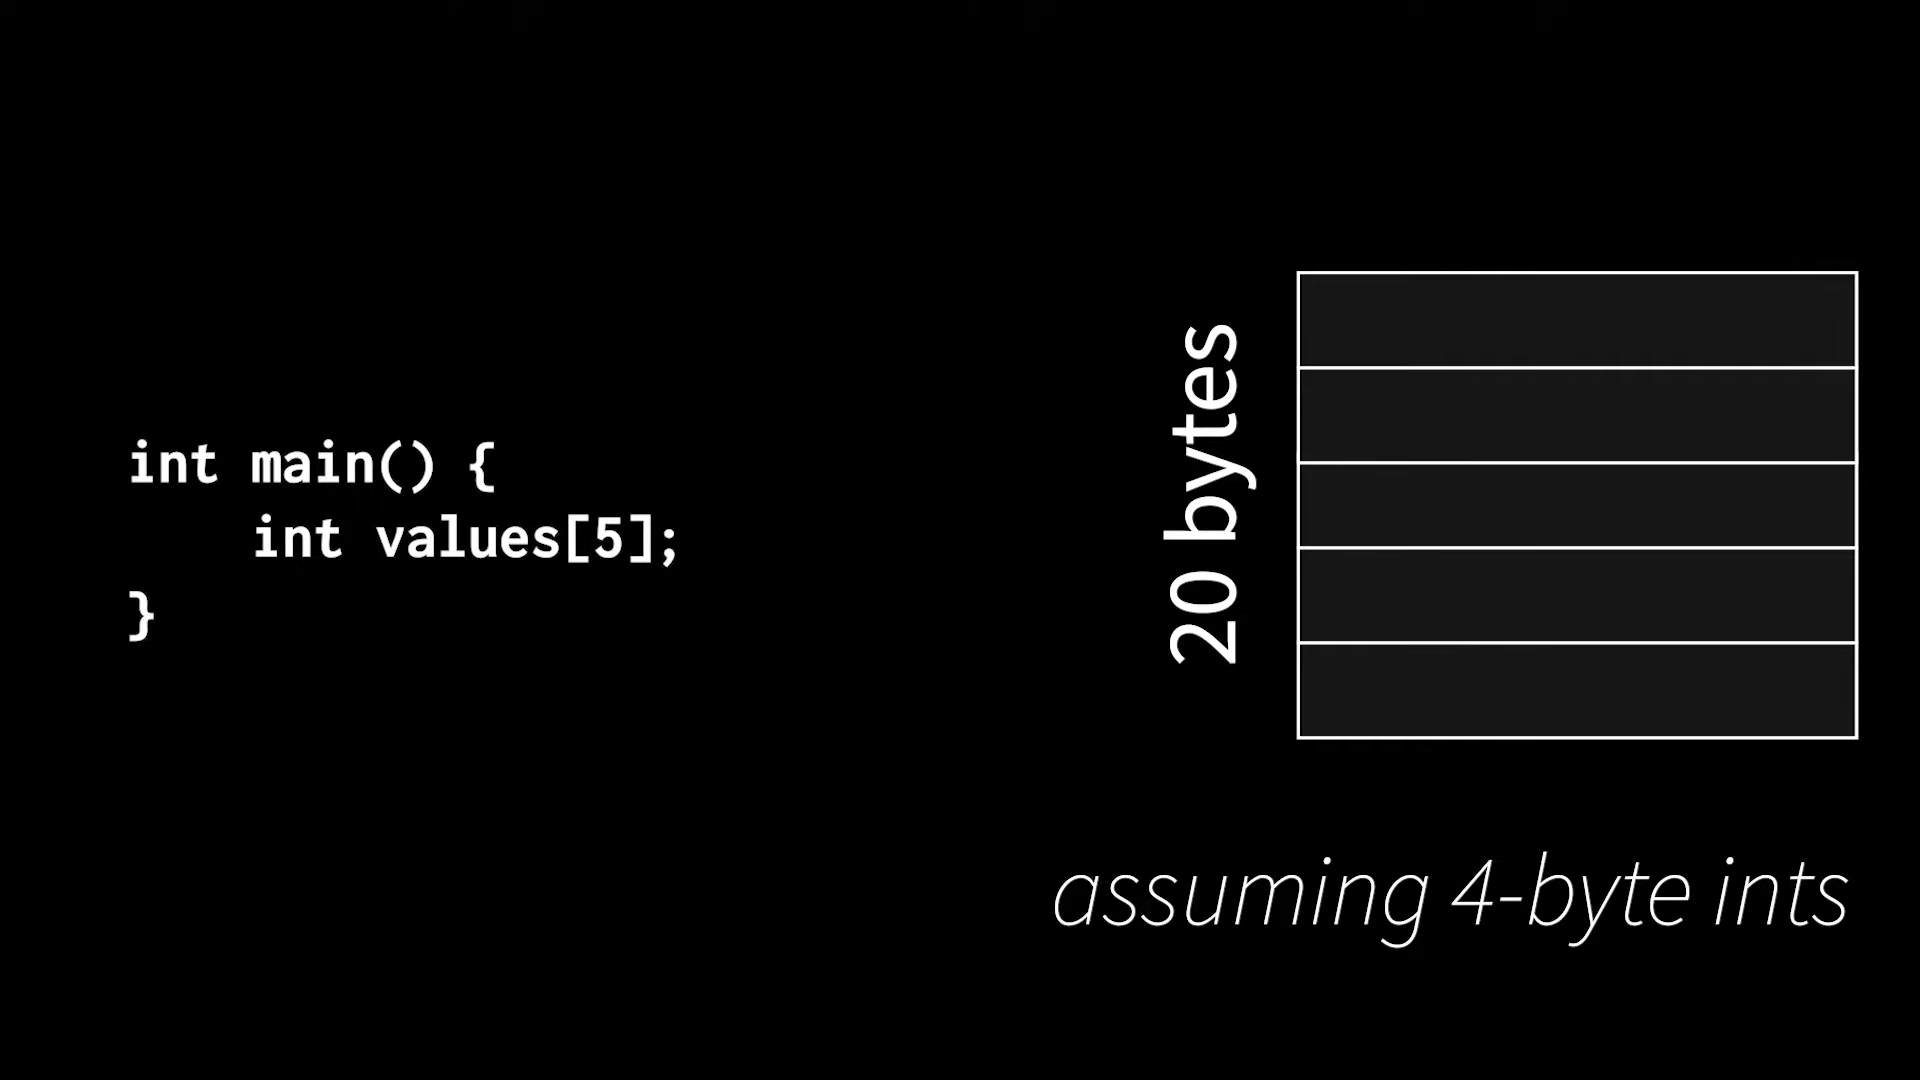 int main() {
    int values[5];
}
20 bytes
assuming 4-byte ints